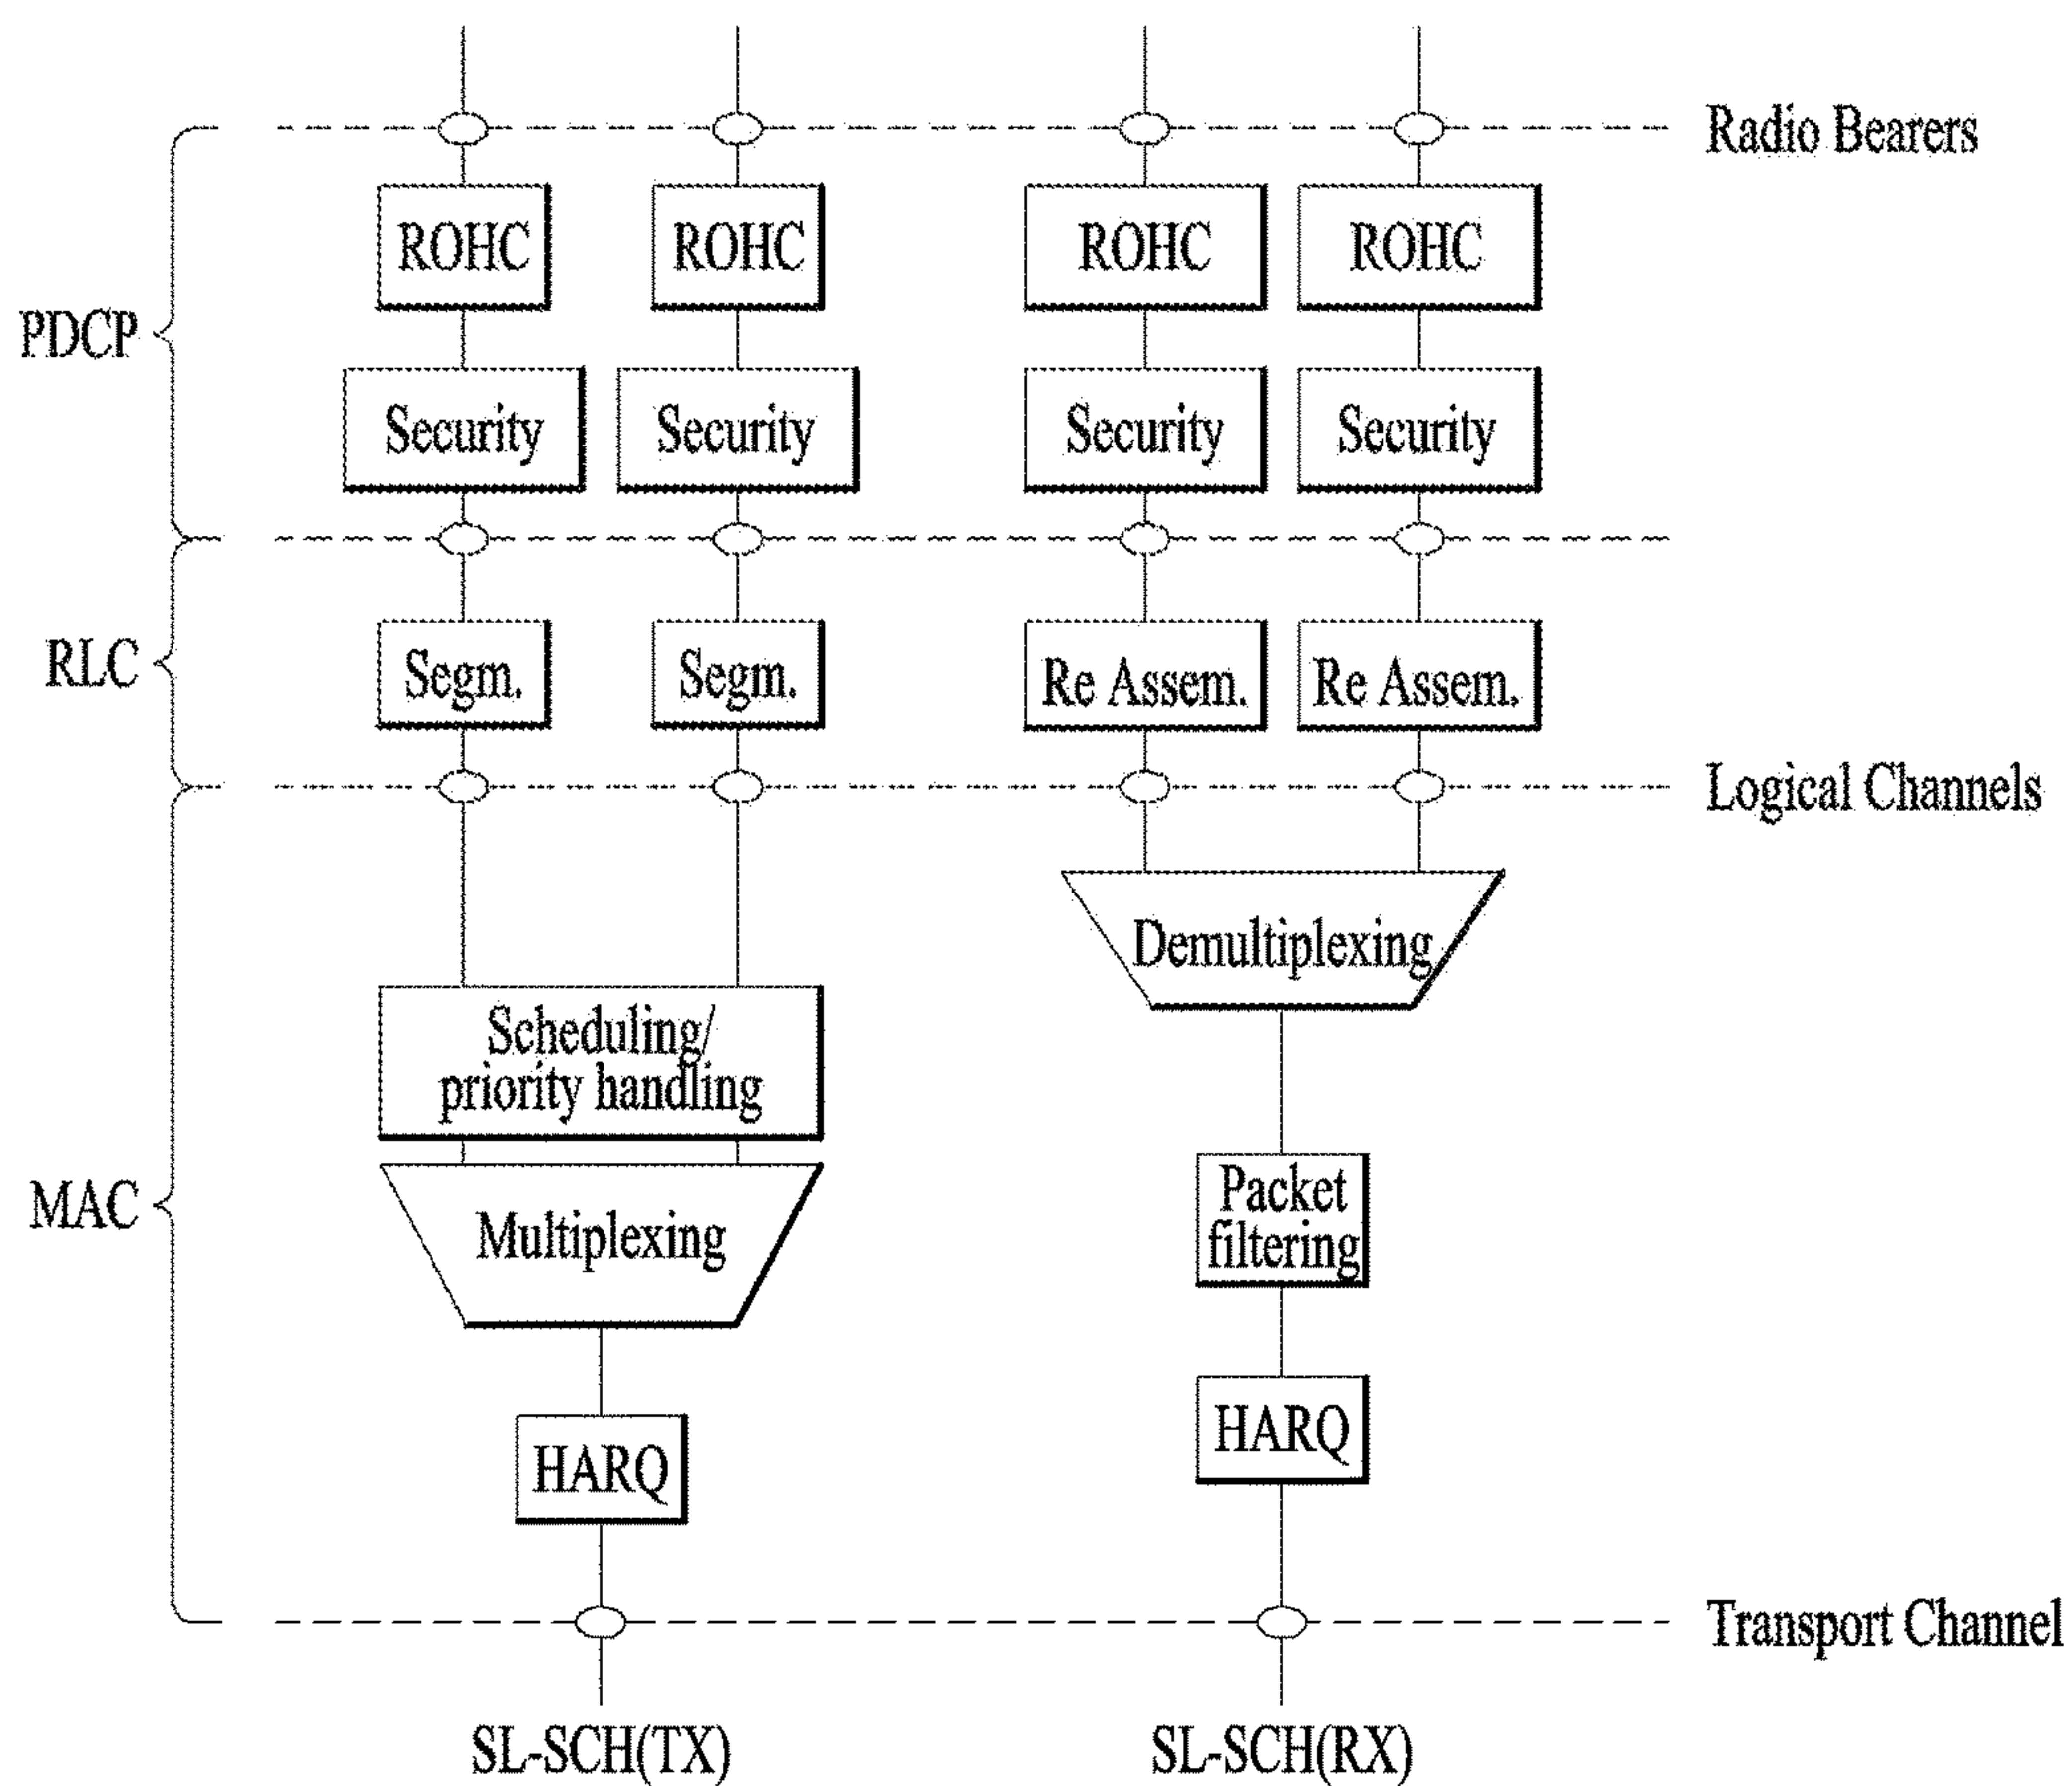 Radio Bearers
ROHC ROHC ROHC ROHC
PDCP
Security Security Security Security
RLC
Segm. Segm. Re Assem. Re Assem.
Logical Channels
Demultiplexing
Scheduling/
priority handling
MAC
Multiplexing
Packet
filtering
HARQ
HARQ
Transport Channel
SL-SCH(TX) SL-SCH(RX)